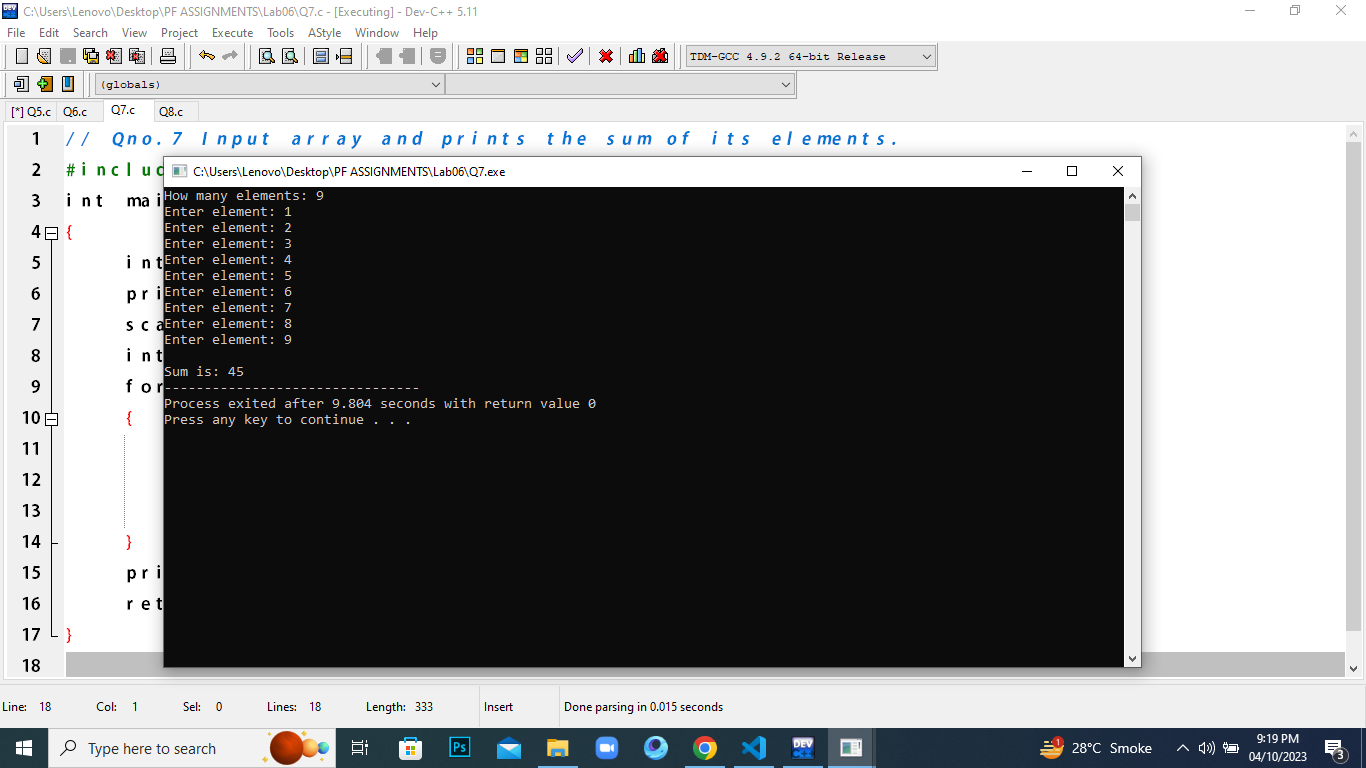 C:\Users\Lenovo\Desktop\PF ASSIGNMENTS\Lab06\Q7.c - [Executing] - Dev-C++ 5.11
File Edit Search View Project Execute Tools AStyle Window Help
TDM-GCC 4.9.2 64-bit Release
(globals)
[*] Q5.c Q6.c Q7.c Q8.c
1 // Qno.7 Input array and prints the sum of its elements.
2 #includ
3 int mai
4 {
5 int
6 pri
7 sca
8 int
9 for
10 {
11
12
13
14 }
15 pri
16 ret
17 }
18
C:\Users\Lenovo\Desktop\PF ASSIGNMENTS\Lab06\Q7.exe
How many elements: 9
Enter element: 1
Enter element: 2
Enter element: 3
Enter element: 4
Enter element: 5
Enter element: 6
Enter element: 7
Enter element: 8
Enter element: 9
Sum is: 45
--------------------------------
Process exited after 9.804 seconds with return value 0
Press any key to continue . . .
Line: 18 Col: 1 Sel: 0 Lines: 18 Length: 333 Insert Done parsing in 0.015 seconds
Type here to search
Ps
DEV
1
28°C Smoke
9:19 PM
04/10/2023
3